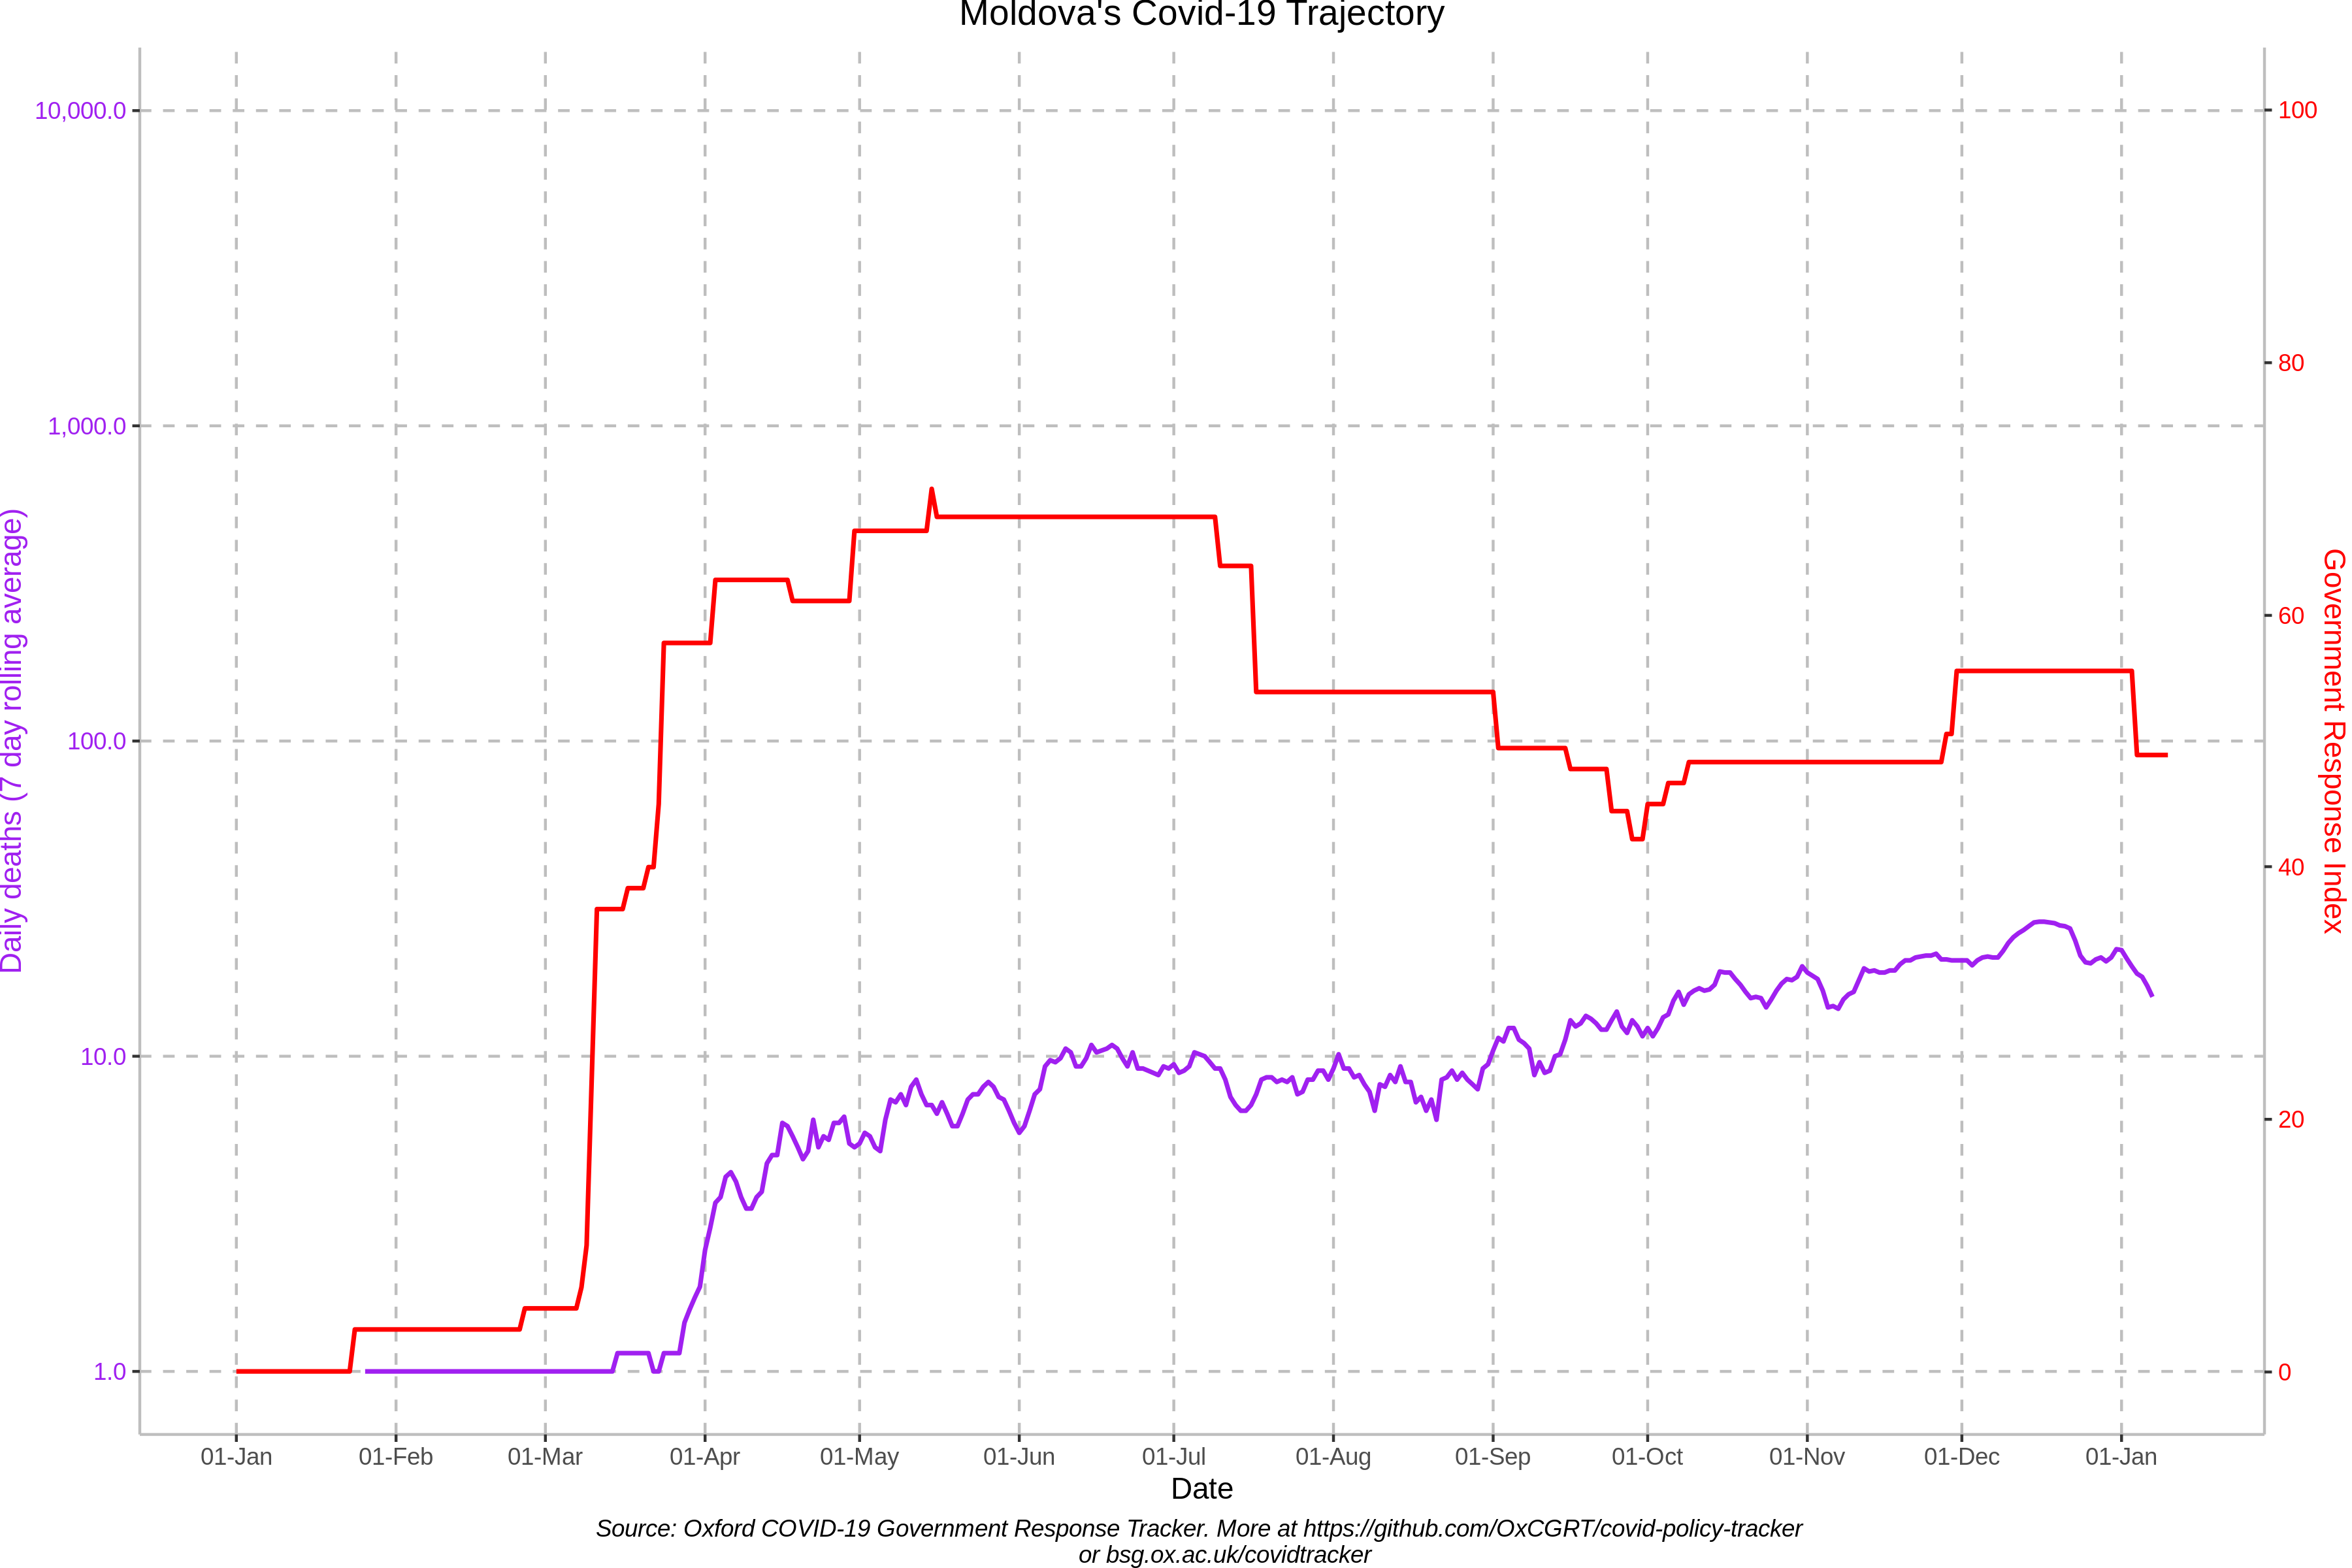 Moldova's Covid-19 Trajectory
10,000.0
1,000.0
100.0
10.0
1.0
Daily deaths (7 day rolling average)
100
80
60
40
20
0
Government Response Index
01-Jan 01-Feb 01-Mar 01-Apr 01-May 01-Jun 01-Jul 01-Aug 01-Sep 01-Oct 01-Nov 01-Dec 01-Jan
Date
Source: Oxford COVID-19 Government Response Tracker. More at https://github.com/OxCGRT/covid-policy-tracker
or bsg.ox.ac.uk/covidtracker